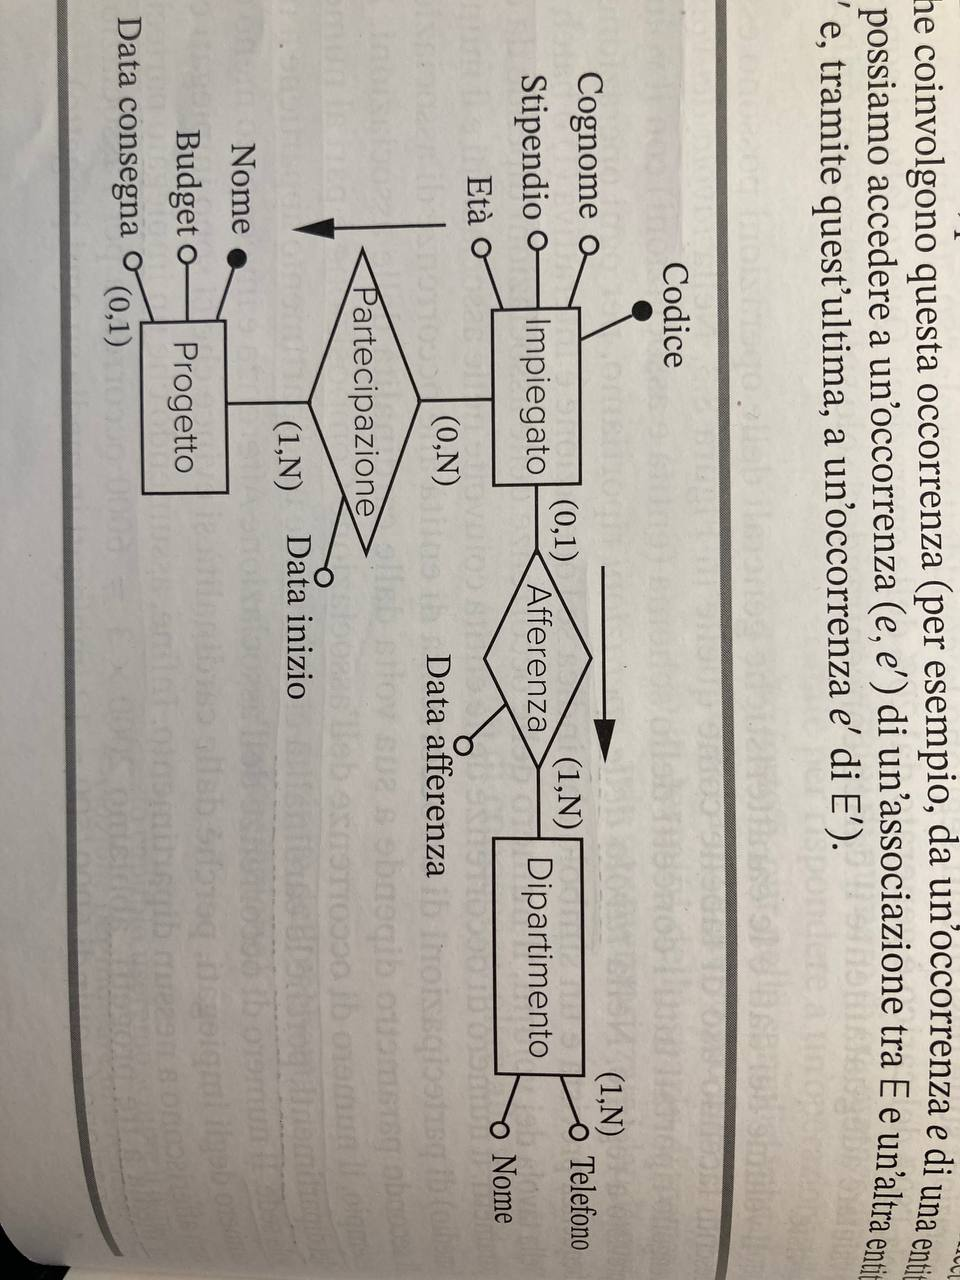 he coinvolgono questa occorrenza (per esempio, da un'occorrenza e di una entit
possiamo accedere a un'occorrenza (e, e′) di un'associazione tra E e un'altra entit
′ e, tramite quest'ultima, a un'occorrenza e′ di E′).
Codice
Cognome
Stipendio
Età
Impiegato
(0,1)
Afferenza
(1,N)
Dipartimento
(1,N)
Telefono
Nome
Data afferenza
(0,N)
Partecipazione
Data inizio
(1,N)
Nome
Budget
Data consegna
(0,1)
Progetto